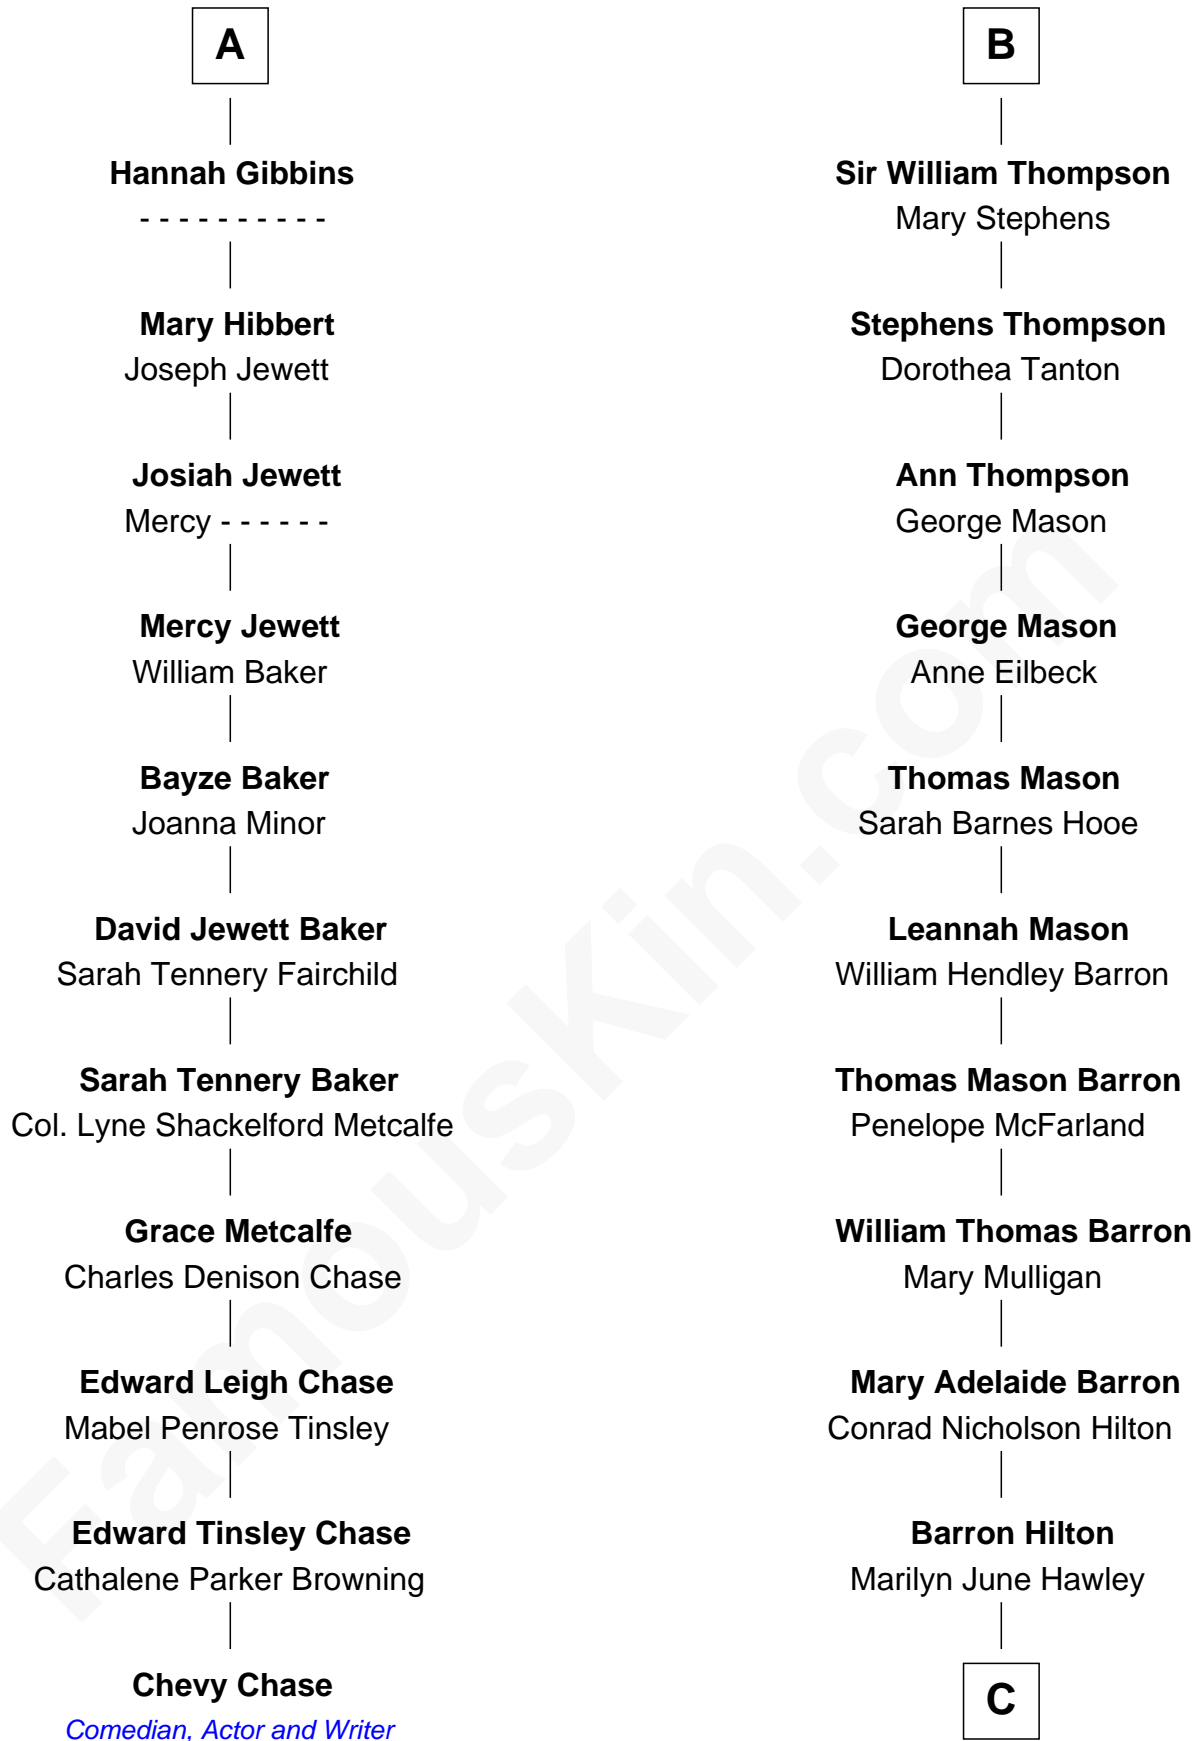 A
Hannah Gibbins
- - - - - - - - - -
Mary Hibbert
Joseph Jewett
Josiah Jewett
Mercy - - - - - -
Mercy Jewett
William Baker
Bayze Baker
Joanna Minor
David Jewett Baker
Sarah Tennery Fairchild
Sarah Tennery Baker
Col. Lyne Shackelford Metcalfe
Grace Metcalfe
Charles Denison Chase
Edward Leigh Chase
Mabel Penrose Tinsley
Edward Tinsley Chase
Cathalene Parker Browning
Chevy Chase
Comedian, Actor and Writer
B
Sir William Thompson
Mary Stephens
Stephens Thompson
Dorothea Tanton
Ann Thompson
George Mason
George Mason
Anne Eilbeck
Thomas Mason
Sarah Barnes Hooe
Leannah Mason
William Hendley Barron
Thomas Mason Barron
Penelope McFarland
William Thomas Barron
Mary Mulligan
Mary Adelaide Barron
Conrad Nicholson Hilton
Barron Hilton
Marilyn June Hawley
C
FamousKin.com